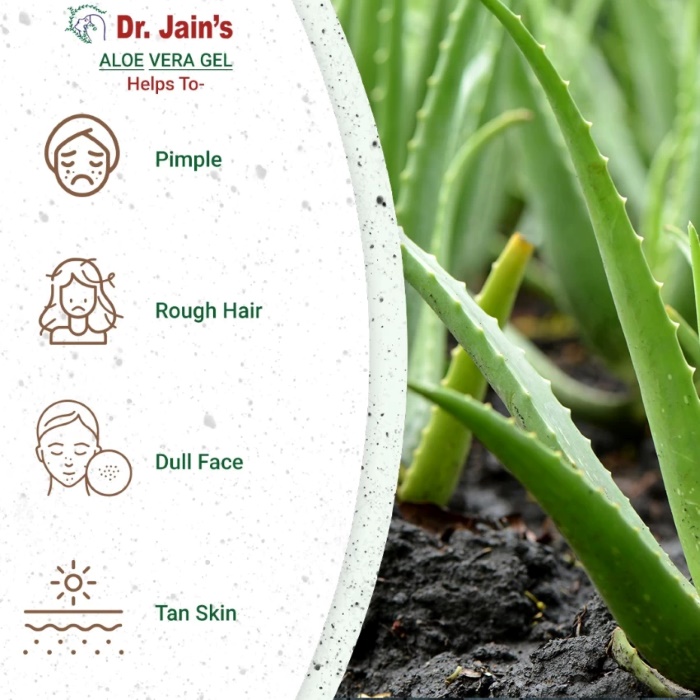 Dr. Jain's
ALOE VERA GEL
Helps To-
Pimple
Rough Hair
Dull Face
Tan Skin